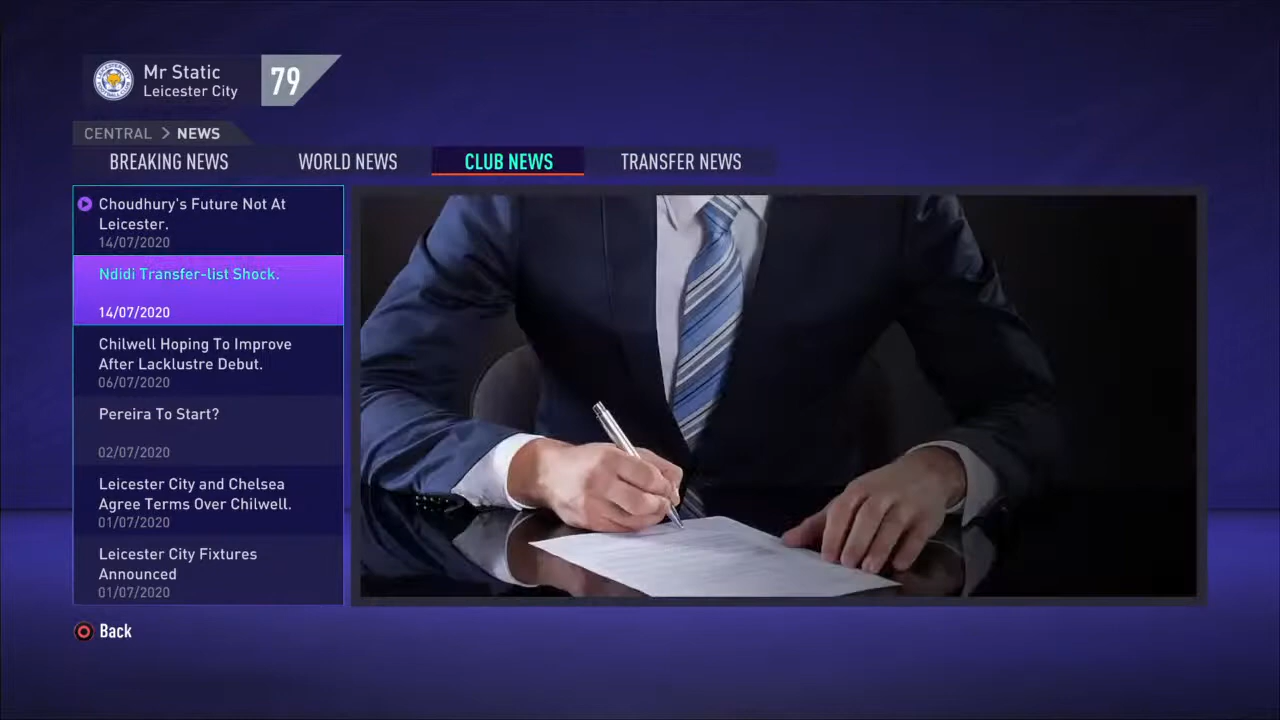 Mr Static
Leicester City
79
CENTRAL > NEWS
BREAKING NEWS
WORLD NEWS
CLUB NEWS
TRANSFER NEWS
Choudhury's Future Not At
Leicester.
14/07/2020
Ndidi Transfer-list Shock.
14/07/2020
Chilwell Hoping To Improve
After Lacklustre Debut.
06/07/2020
Pereira To Start?
02/07/2020
Leicester City and Chelsea
Agree Terms Over Chilwell.
01/07/2020
Leicester City Fixtures
Announced
01/07/2020
Back